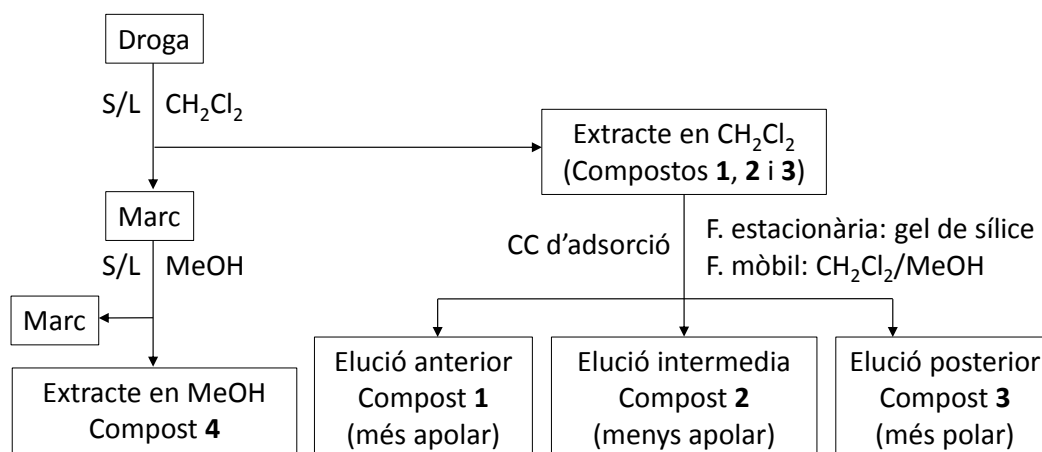 Droga
S/L CH₂Cl₂
Extracte en CH₂Cl₂
(Compostos 1, 2 i 3)
Marc
S/L MeOH
CC d'adsorció
F. estacionària: gel de sílice
F. mòbil: CH₂Cl₂/MeOH
Marc
Extracte en MeOH
Compost 4
Elució anterior
Compost 1
(més apolar)
Elució intermedia
Compost 2
(menys apolar)
Elució posterior
Compost 3
(més polar)